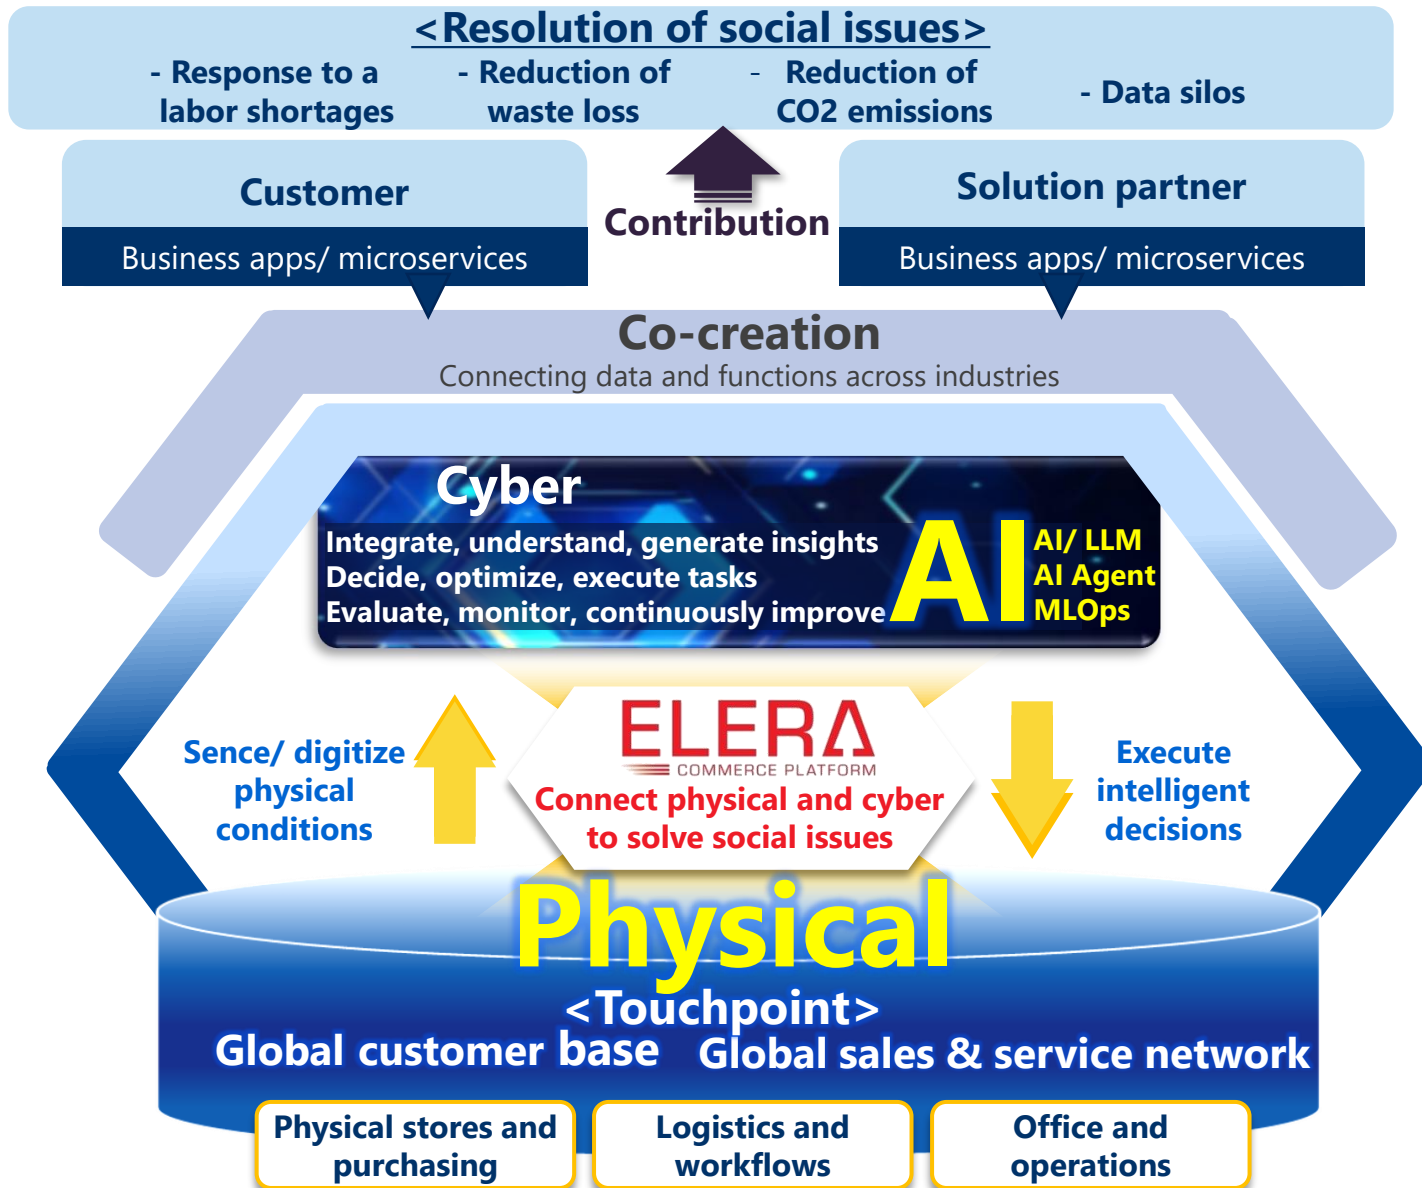 <Resolution of social issues>
- Response to a
labor shortages
- Reduction of
waste loss
- Reduction of
CO2 emissions
- Data silos
Customer
Business apps/ microservices
Contribution
Solution partner
Business apps/ microservices
Co-creation
Connecting data and functions across industries
Cyber
Integrate, understand, generate insights
Decide, optimize, execute tasks
Evaluate, monitor, continuously improve
AI
AI/ LLM
AI Agent
MLOps
Sence/ digitize
physical
conditions
ELERA
COMMERCE PLATFORM
Connect physical and cyber
to solve social issues
Execute
intelligent
decisions
Physical
<Touchpoint>
Global customer base
Global sales & service network
Physical stores and
purchasing
Logistics and
workflows
Office and
operations